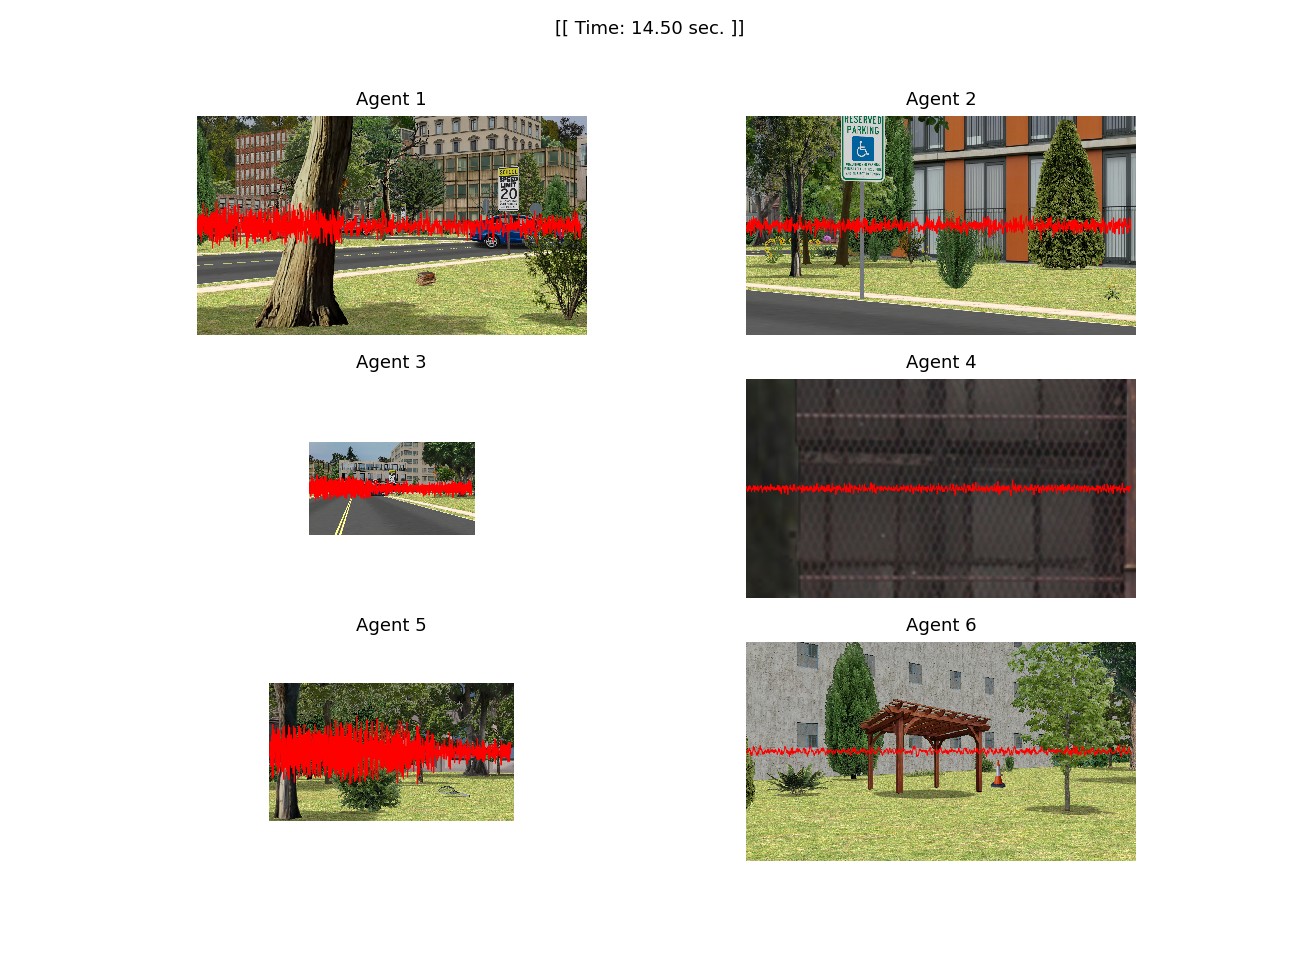 [[ Time: 14.50 sec. ]]
Agent 1
Agent 2
SCHOOL
SPEED
LIMIT
20
RESERVED
PARKING
Agent 3
Agent 4
Agent 5
Agent 6